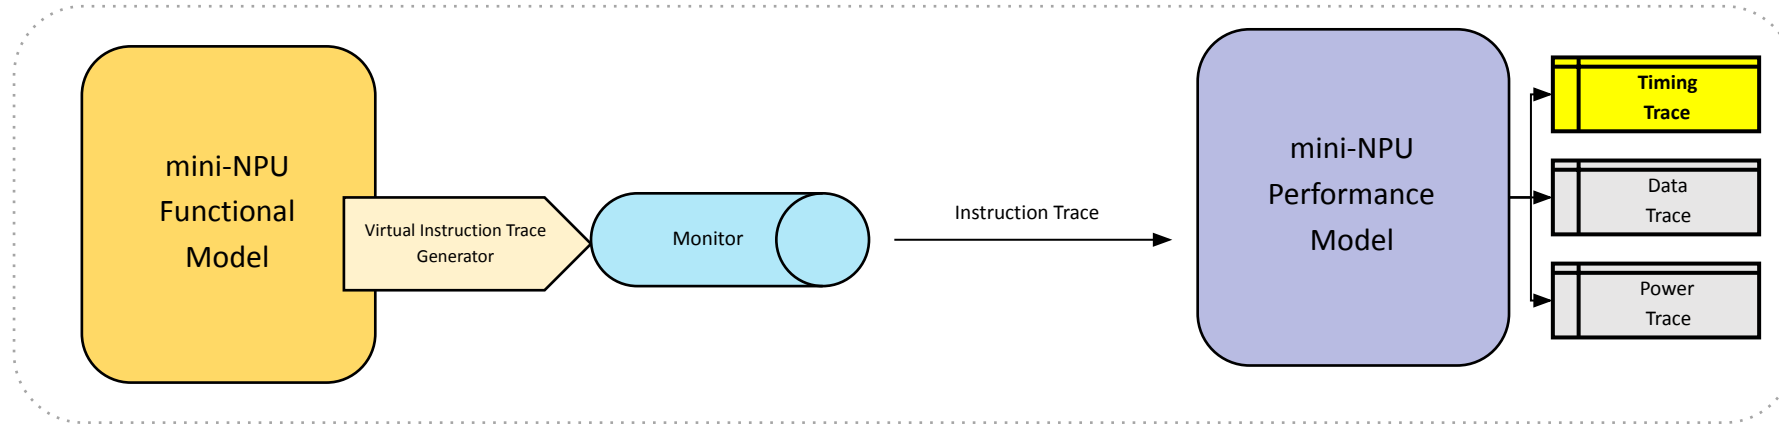 mini-NPU
Functional
Model
Virtual Instruction Trace
Generator
Monitor
Instruction Trace
mini-NPU
Performance
Model
Timing
Trace
Data
Trace
Power
Trace